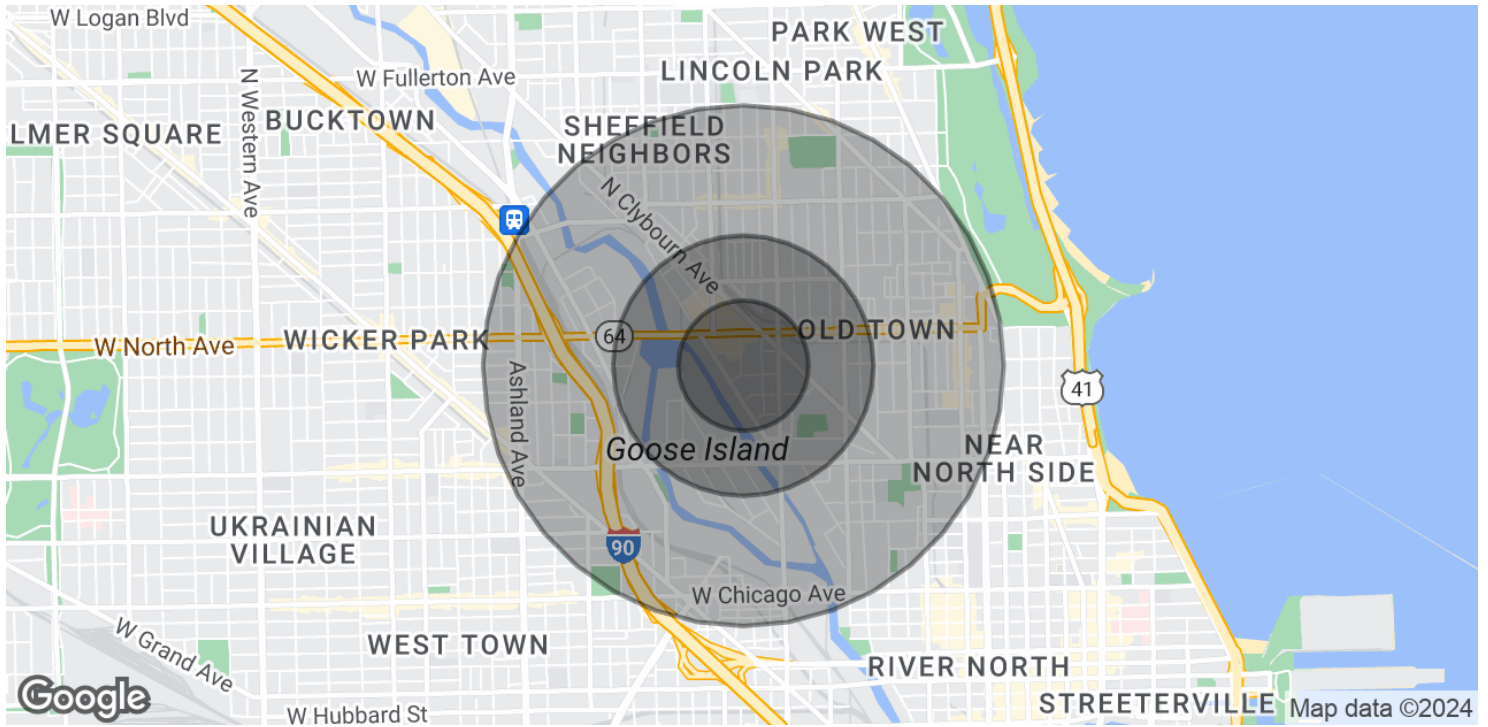 W Logan Blvd
PARK WEST
W Fullerton Ave
LINCOLN PARK
N Western Ave
BUCKTOWN
LMER SQUARE
SHEFFIELD
NEIGHBORS
N Clybourn Ave
W North Ave
WICKER PARK
64
OLD TOWN
Ashland Ave
41
Goose Island
NEAR
NORTH SIDE
UKRAINIAN
VILLAGE
90
W Chicago Ave
W Grand Ave
WEST TOWN
RIVER NORTH
STREETERVILLE
Google
W Hubbard St
Map data ©2024